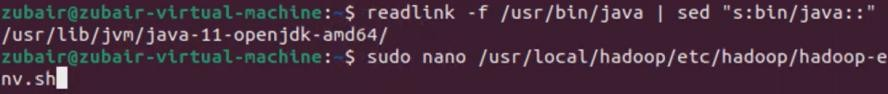 zubair@zubair-virtual-machine:~$ readlink -f /usr/bin/java | sed "s:bin/java::"
/usr/lib/jvm/java-11-openjdk-amd64/
zubair@zubair-virtual-machine:~$ sudo nano /usr/local/hadoop/etc/hadoop/hadoop-e
nv.sh